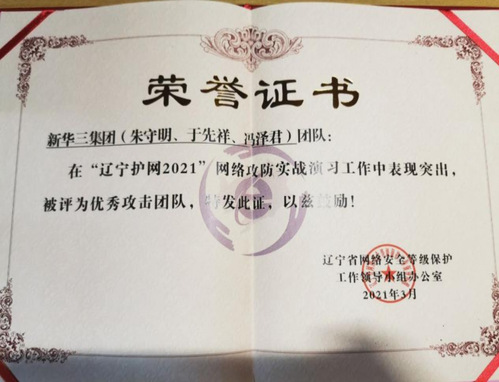 荣誉证书
新华三集团（朱守明、于先祥、冯泽君）团队：
在“辽宁护网2021”网络攻防实战演习工作中表现突出，
被评为优秀攻击团队，特发此证，以兹鼓励！
辽宁省网络安全等级保护
工作领导小组办公室
2021年3月